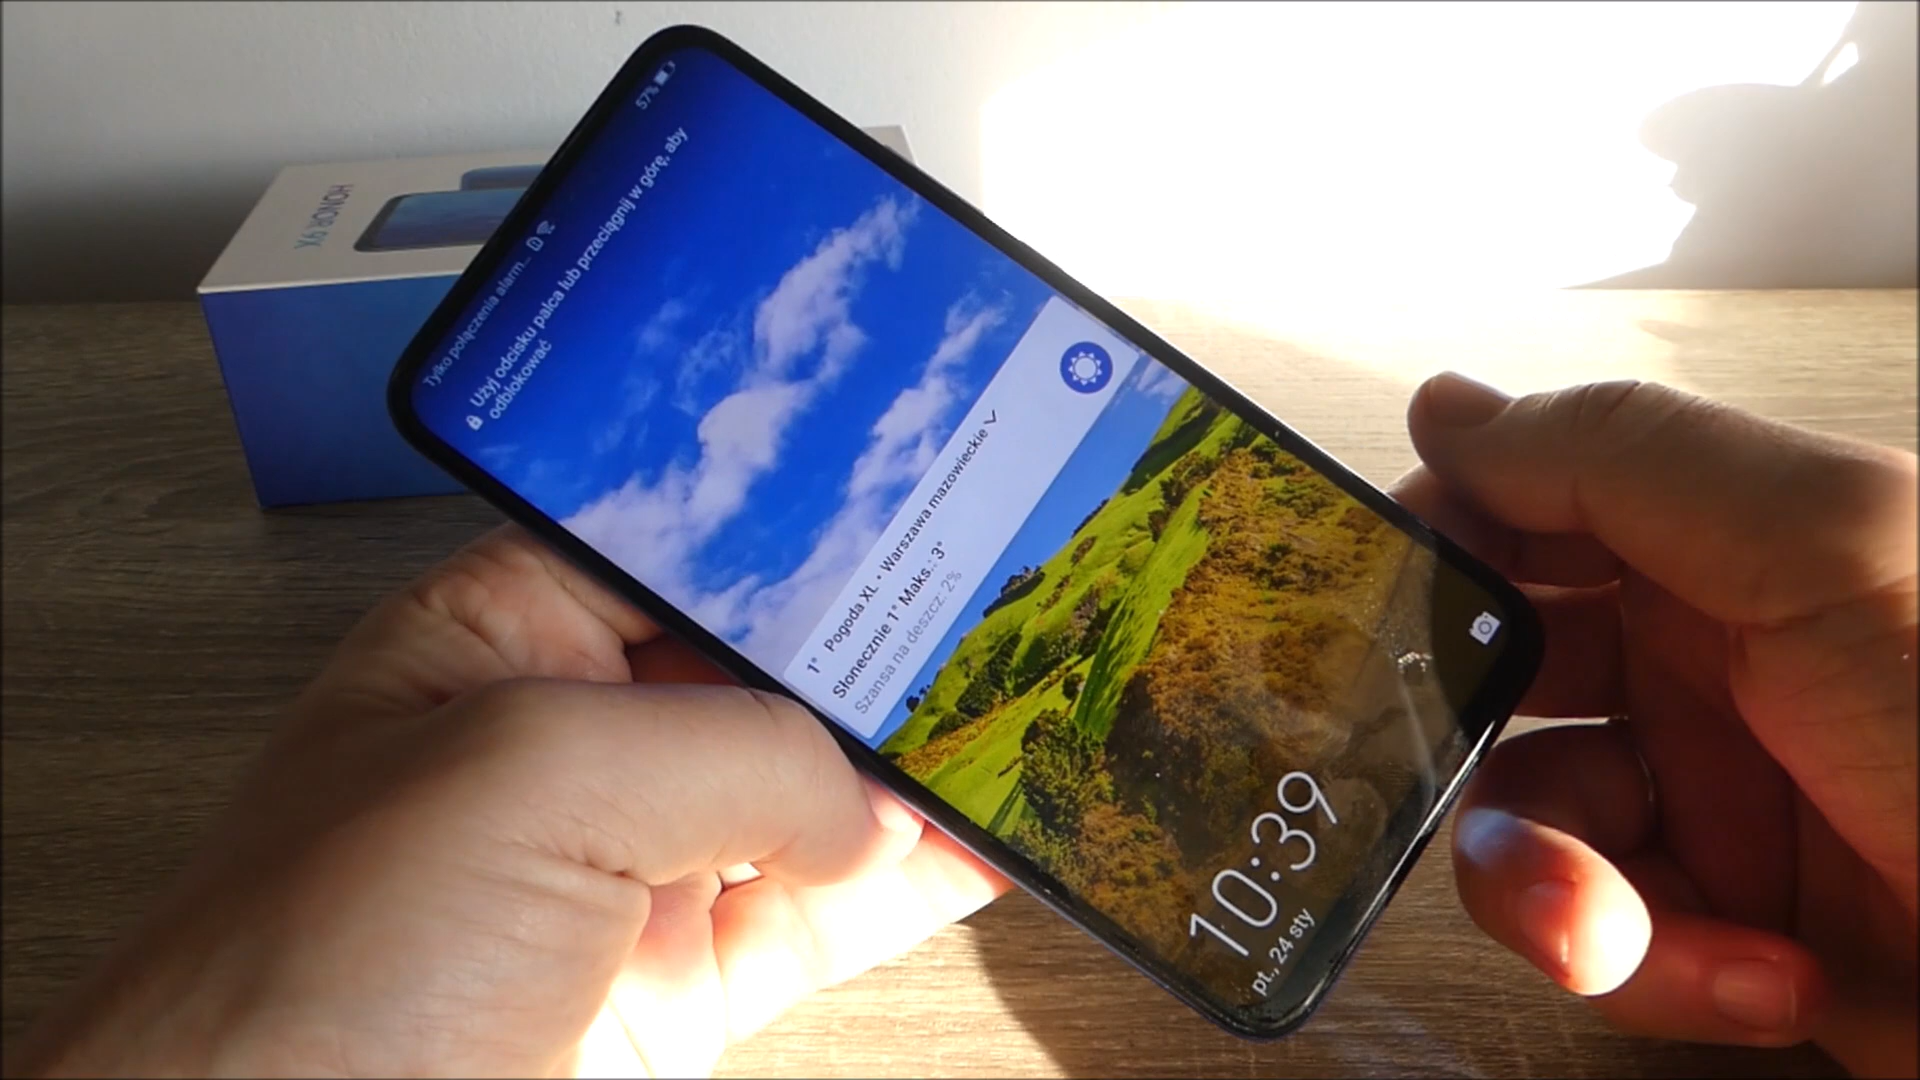 57%
Tylko połączenia alarm...
Użyj odcisku palca lub przeciągnij w górę, aby
odblokować
1° Pogoda XL • Warszawa mazowieckie
Słonecznie 1° Maks.: 3°
Szansa na deszcz: 2%
10:39
pt., 24 sty
HONOR 9X